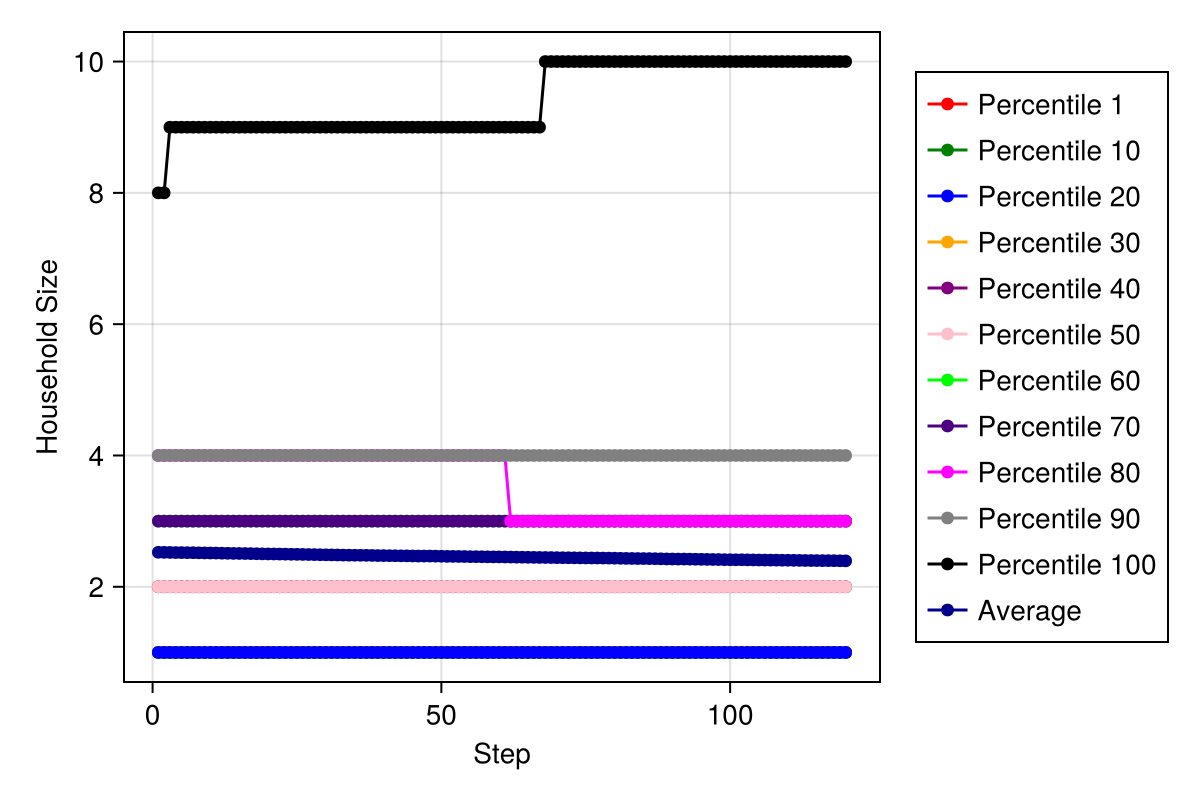 10
8
6
4
2
Household Size
0
50
100
Step
Percentile 1
Percentile 10
Percentile 20
Percentile 30
Percentile 40
Percentile 50
Percentile 60
Percentile 70
Percentile 80
Percentile 90
Percentile 100
Average